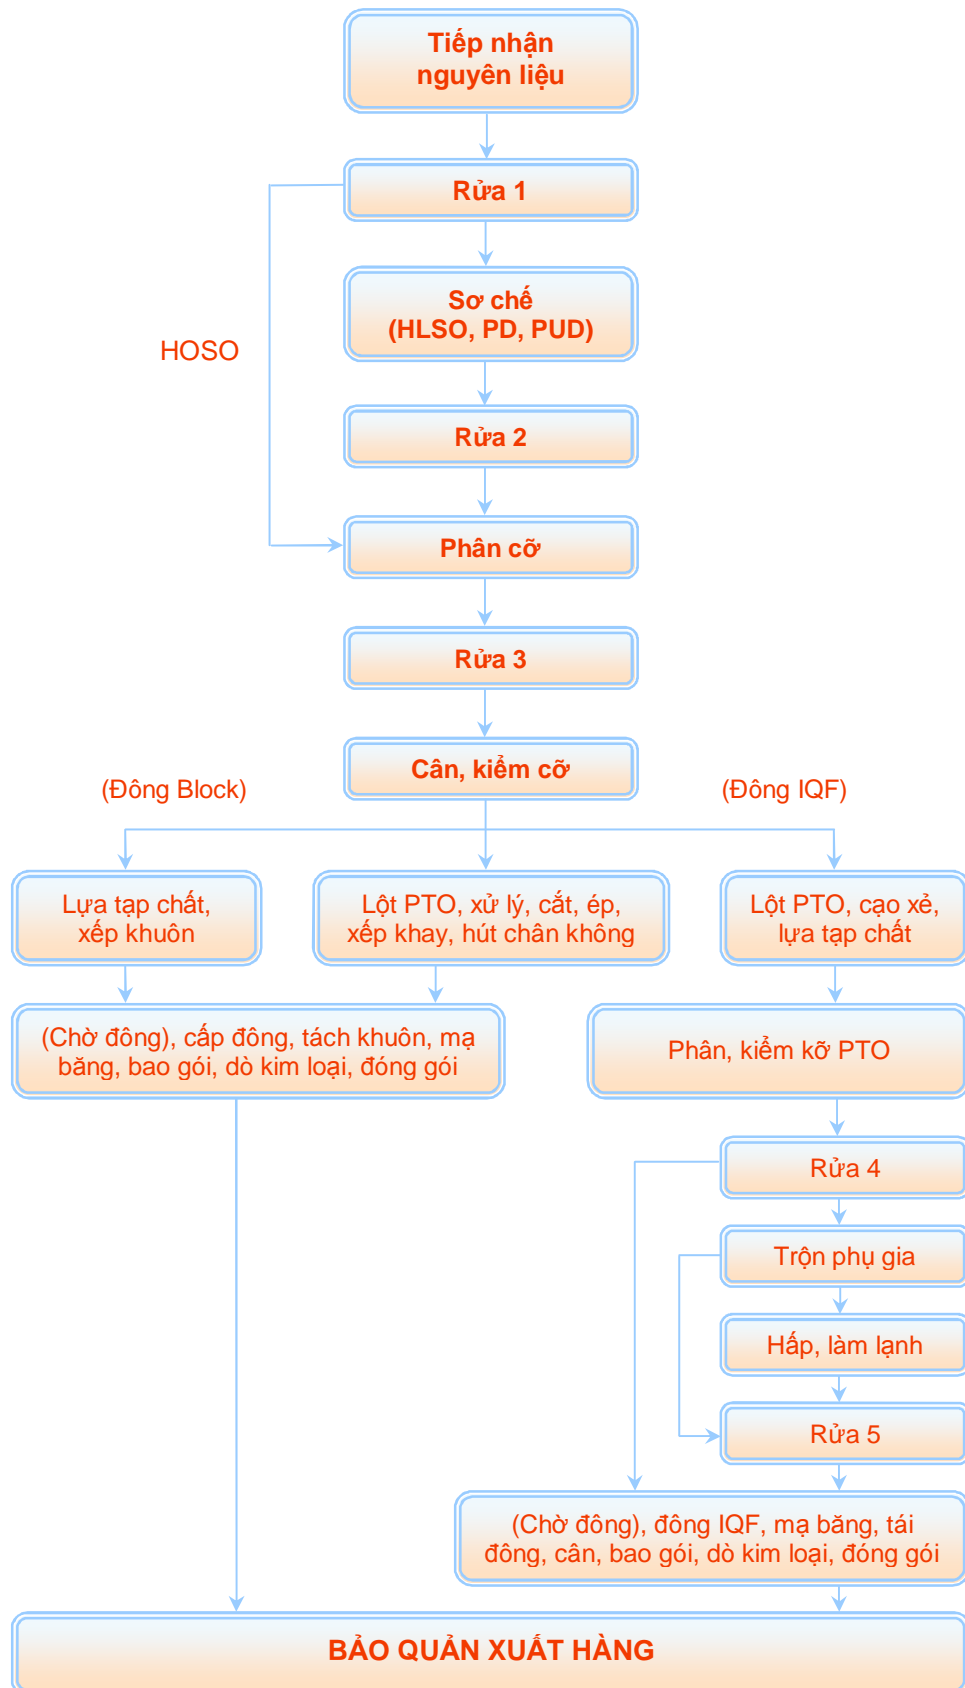 Tiếp nhận
nguyên liệu
Rửa 1
Sơ chế
(HLSO, PD, PUD)
HOSO
Rửa 2
Phân cỡ
Rửa 3
Cân, kiểm cỡ
(Đông Block)
(Đông IQF)
Lựa tạp chất,
xếp khuôn
Lột PTO, xử lý, cắt, ép,
xếp khay, hút chân không
Lột PTO, cạo xẻ,
lựa tạp chất
(Chờ đông), cấp đông, tách khuôn, mạ
băng, bao gói, dò kim loại, đóng gói
Phân, kiểm kỡ PTO
Rửa 4
Trộn phụ gia
Hấp, làm lạnh
Rửa 5
(Chờ đông), đông IQF, mạ băng, tái
đông, cân, bao gói, dò kim loại, đóng gói
BẢO QUẢN XUẤT HÀNG